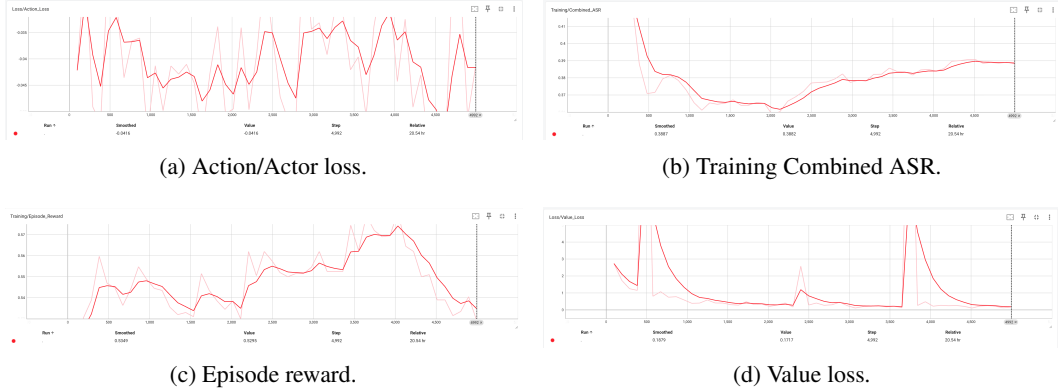 Loss/Action_Loss
-0.035
-0.04
-0.045
0 500 1,000 1,500 2,000 2,500 3,000 3,500 4,000 4,500
Run ↑ Smoothed Value Step Relative
. -0.0416 -0.0416 4,992 20.54 hr
(a) Action/Actor loss.
Training/Combined_ASR
0.41
0.4
0.39
0.38
0.37
0 500 1,000 1,500 2,000 2,500 3,000 3,500 4,000 4,500
Run ↑ Smoothed Value Step Relative
. 0.3887 0.3882 4,992 20.54 hr
(b) Training Combined ASR.
Training/Episode_Reward
0.57
0.56
0.55
0.54
0 500 1,000 1,500 2,000 2,500 3,000 3,500 4,000
Run ↑ Smoothed Value Step Relative
. 0.5349 0.5295 4,992 20.54 hr
(c) Episode reward.
Loss/Value_Loss
4
3
2
1
0
0 500 1,000 1,500 2,000 2,500 3,000 3,500 4,000 4,500
Run ↑ Smoothed Value Step Relative
. 0.1879 0.1717 4,992 20.54 hr
(d) Value loss.